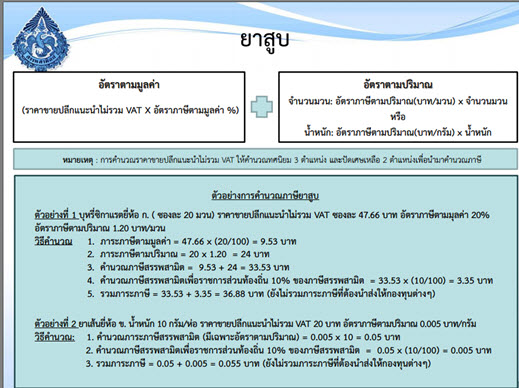 ยาสูบ
อัตราตามมูลค่า
(ราคาขายปลีกแนะนำไม่รวม VAT X อัตราภาษีตามมูลค่า %)
อัตราตามปริมาณ
จำนวนมวน: อัตราภาษีตามปริมาณ(บาท/มวน) x จำนวนมวน
หรือ
น้ำหนัก: อัตราภาษีตามปริมาณ(บาท/กรัม) x น้ำหนัก
หมายเหตุ : การคำนวณราคาขายปลีกแนะนำไม่รวม VAT ให้คำนวณทศนิยม 3 ตำแหน่ง และปัดเศษเหลือ 2 ตำแหน่งเพื่อนำมาคำนวณภาษี
ตัวอย่างการคำนวณภาษียาสูบ
ตัวอย่างที่ 1 บุหรี่ซิกาแรตยี่ห้อ ก. ( ซองละ 20 มวน) ราคาขายปลีกแนะนำไม่รวม VAT ซองละ 47.66 บาท อัตราภาษีตามมูลค่า 20%
อัตราภาษีตามปริมาณ 1.20 บาท/มวน
วิธีคำนวณ 1. ภาระภาษีตามมูลค่า = 47.66 x (20/100) = 9.53 บาท
2. ภาระภาษีตามปริมาณ = 20 x 1.20 = 24 บาท
3. คำนวณภาษีสรรพสามิต = 9.53 + 24 = 33.53 บาท
4. คำนวณภาษีสรรพสามิตเพื่อราชการส่วนท้องถิ่น 10% ของภาษีสรรพสามิต = 33.53 x (10/100) = 3.35 บาท
5. รวมภาระภาษี = 33.53 + 3.35 = 36.88 บาท (ยังไม่รวมภาระภาษีที่ต้องนำส่งให้กองทุนต่างๆ)
ตัวอย่างที่ 2 ยาเส้นยี่ห้อ ข. น้ำหนัก 10 กรัม/ห่อ ราคาขายปลีกแนะนำไม่รวม VAT 20 บาท อัตราภาษีตามปริมาณ 0.005 บาท/กรัม
วิธีคำนวณ: 1. คำนวณภาระภาษีสรรพสามิต (มีเฉพาะอัตราตามปริมาณ) = 0.005 x 10 = 0.05 บาท
2. คำนวณภาษีสรรพสามิตเพื่อราชการส่วนท้องถิ่น 10% ของภาษีสรรพสามิต = 0.05 x (10/100) = 0.005 บาท
3. รวมภาระภาษี = 0.05 + 0.005 = 0.055 บาท (ยังไม่รวมภาระภาษีที่ต้องนำส่งให้กองทุนต่างๆ)